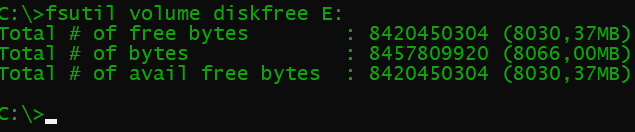 C:\>fsutil volume diskfree E:
Total # of free bytes        : 8420450304 (8030,37MB)
Total # of bytes             : 8457809920 (8066,00MB)
Total # of avail free bytes  : 8420450304 (8030,37MB)
C:\>